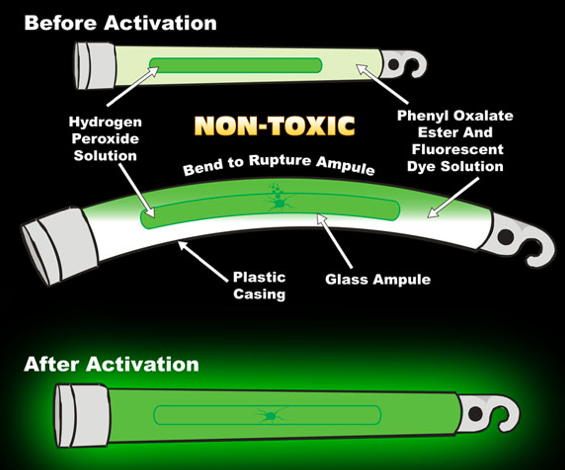 Before Activation
Hydrogen
Peroxide
Solution
NON-TOXIC
Phenyl Oxalate
Ester And
Fluorescent
Dye Solution
Bend to Rupture Ampule
Plastic
Casing
Glass Ampule
After Activation